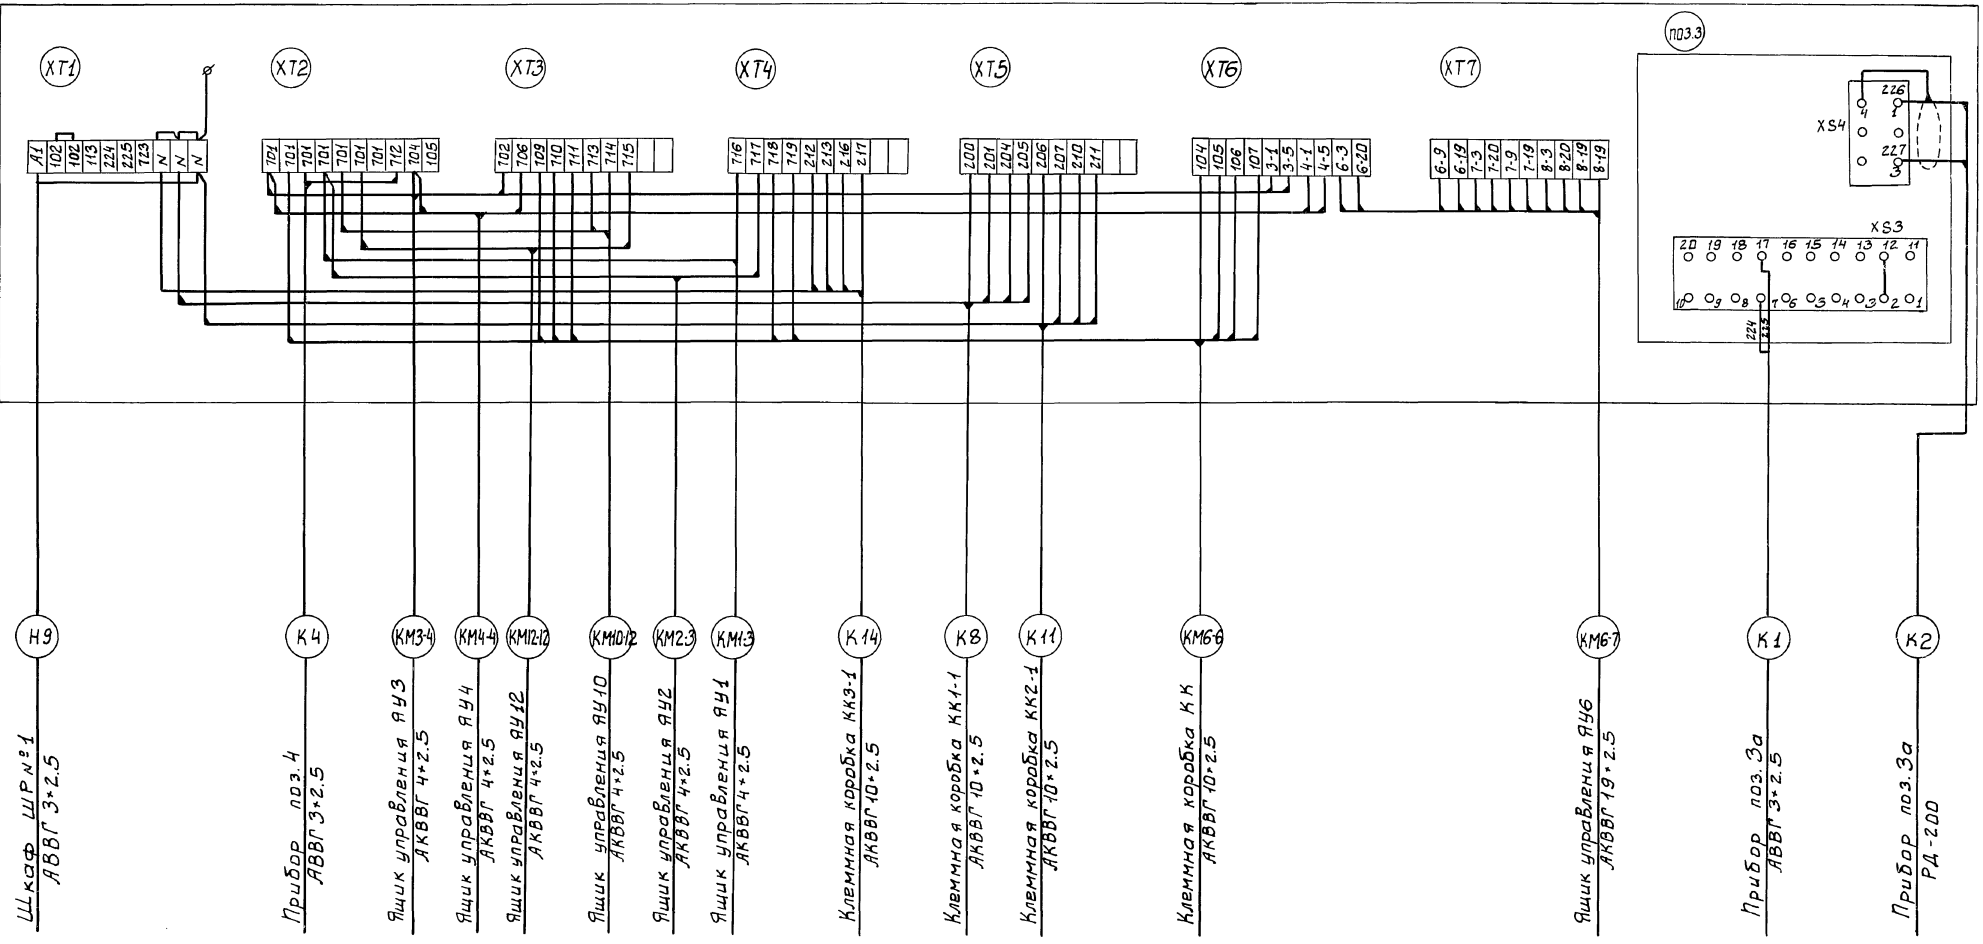 XT1
XT2
XT3
XT4
XT5
XT6
XT7
ПОЗ.3
A1 102 102 113 224 225 723 N N N
701 701 701 701 701 701 701 712 704 705
702 706 709 710 711 713 714 715
716 717 718 719 212 213 216 217
200 201 204 205 206 207 210 211
104 105 106 107 3-1 3-5 4-1 4-5 6-3 6-20
6-9 6-19 7-3 7-20 7-9 7-19 8-3 8-20 8-19 8-19
XS4
226
4 1
227
3
XS3
20 19 18 17 16 15 14 13 12 11
10 9 8 7 6 5 4 3 2 1
224
225
H9
K4
KM3-4
KM4-4
KM12-12
KM10-12
KM2-3
KM1-3
K14
K8
K11
KM6-6
KM6-7
K1
K2
Шкаф ШР№1
АВВГ 3*2.5
Прибор поз. 4
АВВГ 3*2.5
Ящик управления ЯУ3
АКВВГ 4*2.5
Ящик управления ЯУ4
АКВВГ 4*2.5
Ящик управления ЯУ12
АКВВГ 4*2.5
Ящик управления ЯУ10
АКВВГ 4*2.5
Ящик управления ЯУ2
АКВВГ 4*2.5
Ящик управления ЯУ1
АКВВГ 4*2.5
Клеммная коробка КК3-1
АКВВГ 10*2.5
Клеммная коробка КК1-1
АКВВГ 10*2.5
Клеммная коробка КК2-1
АКВВГ 10*2.5
Клеммная коробка КК
АКВВГ 10*2.5
Ящик управления ЯУ6
АКВВГ 19*2.5
Прибор поз. 3а
АВВГ 3*2.5
Прибор поз. 3а
РД-200